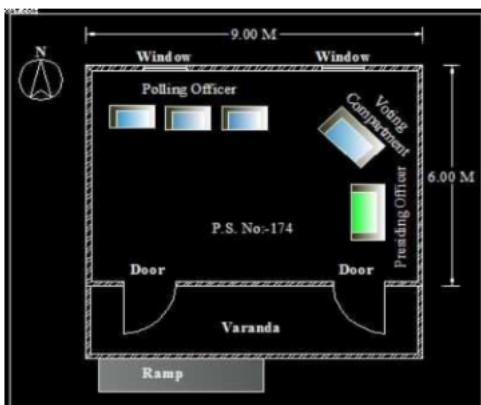 9.00 M
N
Window
Window
Polling Officer
Voting
Compartment
6.00 M
Presiding Officer
P.S. No:-174
Door
Door
Varanda
Ramp